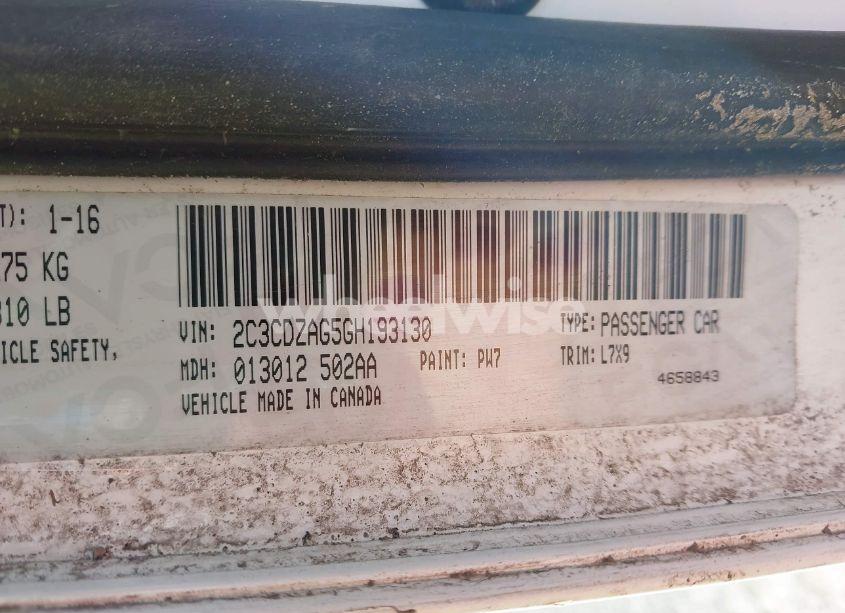 T): 1-16
75 KG
310 LB
ICLE SAFETY,
wheelwise
VIN: 2C3CDZAG5GH193130
TYPE: PASSENGER CAR
MDH: 013012 502AA
PAINT: PW7
TRIM: L7X9
VEHICLE MADE IN CANADA
4658843